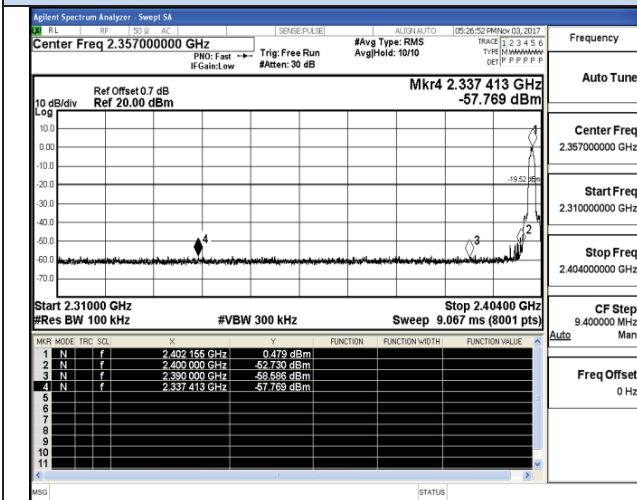 Agilent Spectrum Analyzer - Swept SA
RL RF 50 Ω AC SENSE:PULSE ALIGN AUTO 05:26:52 PM Nov 03, 2017
Center Freq 2.357000000 GHz
PNO: Fast
IFGain:Low
Trig: Free Run
#Atten: 30 dB
#Avg Type: RMS
Avg|Hold: 10/10
TRACE 1 2 3 4 5 6
TYPE M WWWWW
DET P P P P P P
Ref Offset 0.7 dB
Ref 20.00 dBm
10 dB/div
Log
Mkr4 2.337 413 GHz
-57.769 dBm
10.0
0.00
-10.0
-20.0
-30.0
-40.0
-50.0
-60.0
-70.0
1
-19.52 dBm
2
3
4
Start 2.31000 GHz
Stop 2.40400 GHz
#Res BW 100 kHz
#VBW 300 kHz
Sweep 9.067 ms (8001 pts)
MKR MODE TRC SCL X Y FUNCTION FUNCTION WIDTH FUNCTION VALUE
1 N f 2.402 155 GHz 0.479 dBm
2 N f 2.400 000 GHz -52.730 dBm
3 N f 2.390 000 GHz -58.586 dBm
4 N f 2.337 413 GHz -57.769 dBm
5
6
7
8
9
10
11
MSG
STATUS
Frequency
Auto Tune
Center Freq
2.357000000 GHz
Start Freq
2.310000000 GHz
Stop Freq
2.404000000 GHz
CF Step
9.400000 MHz
Auto Man
Freq Offset
0 Hz